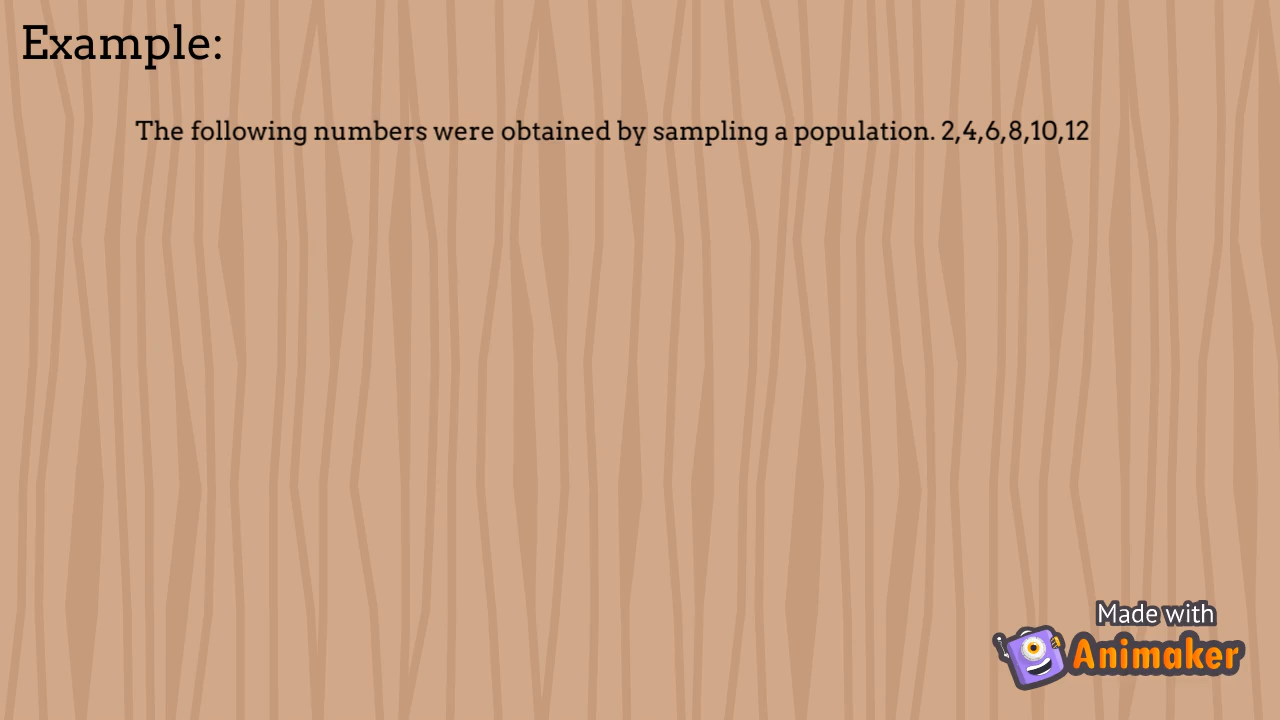 Example:
The following numbers were obtained by sampling a population. 2,4,6,8,10,12
Made with
Animaker